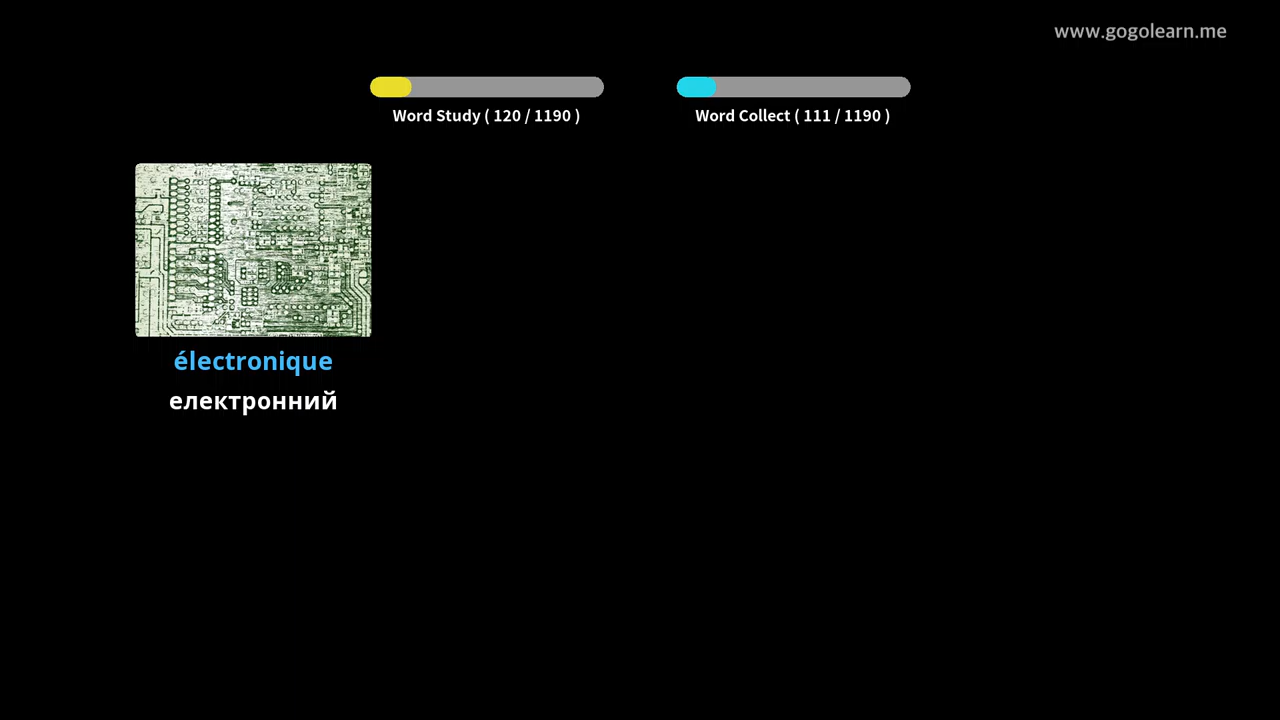 www.gogolearn.me
Word Study ( 120 / 1190 )
Word Collect ( 111 / 1190 )
électronique
електронний